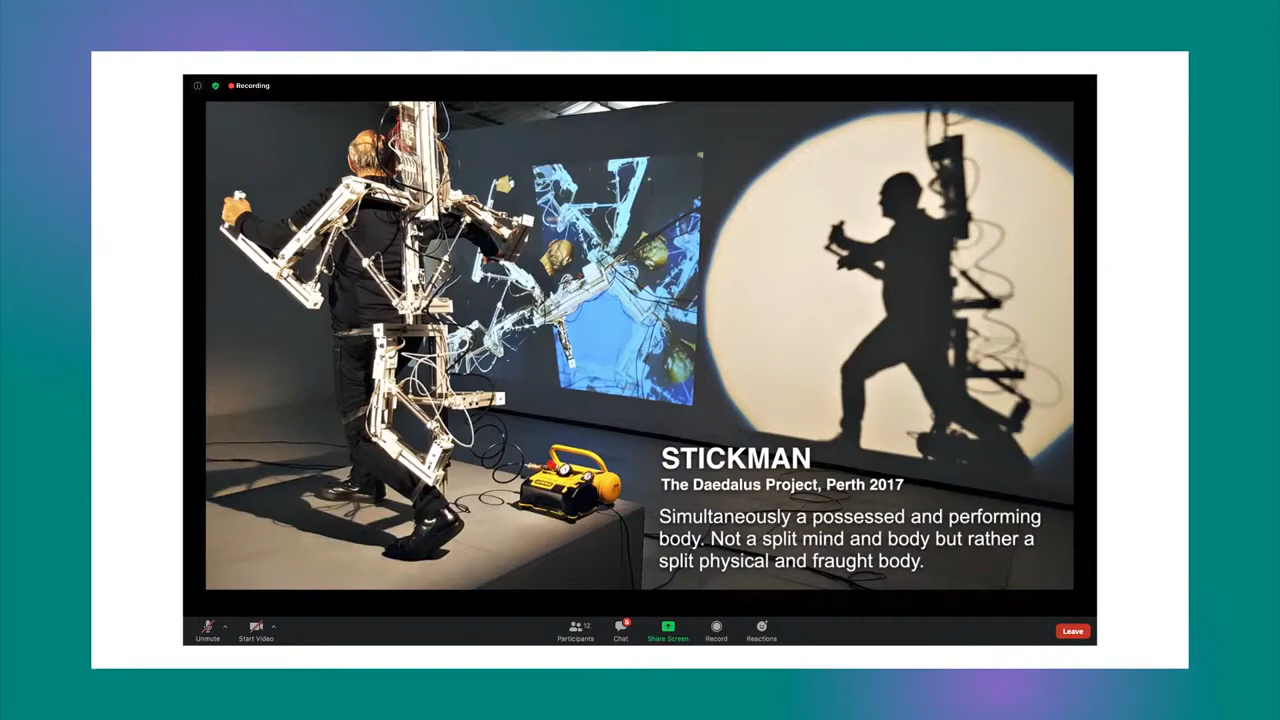 Recording
STICKMAN
The Daedalus Project, Perth 2017
Simultaneously a possessed and performing
body. Not a split mind and body but rather a
split physical and fraught body.
Unmute
Start Video
12
Participants
Chat
Share Screen
Record
Reactions
Leave